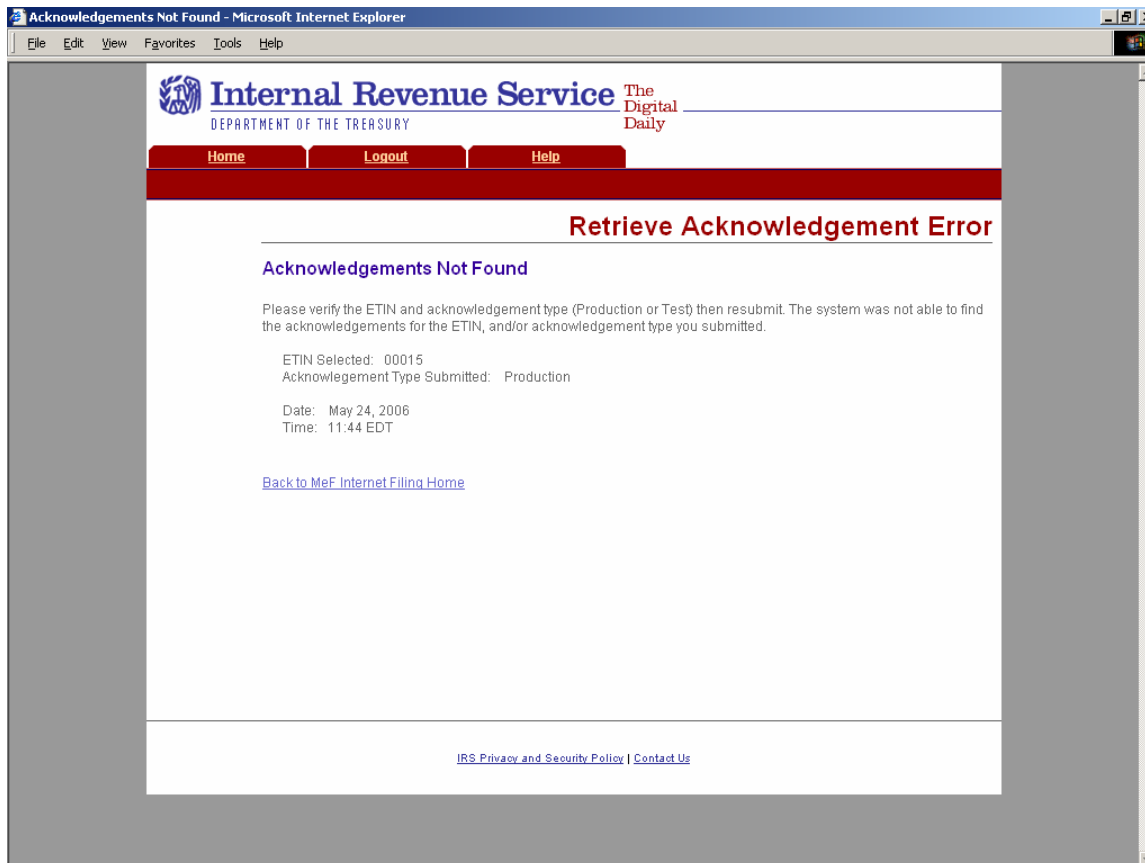 Acknowledgements Not Found - Microsoft Internet Explorer
File Edit View Favorites Tools Help
Internal Revenue Service
DEPARTMENT OF THE TREASURY
The
Digital
Daily
Home Logout Help
Retrieve Acknowledgement Error
Acknowledgements Not Found
Please verify the ETIN and acknowledgement type (Production or Test) then resubmit. The system was not able to find
the acknowledgements for the ETIN, and/or acknowledgement type you submitted.
ETIN Selected: 00015
Acknowlegement Type Submitted: Production
Date: May 24, 2006
Time: 11:44 EDT
Back to MeF Internet Filing Home
IRS Privacy and Security Policy | Contact Us